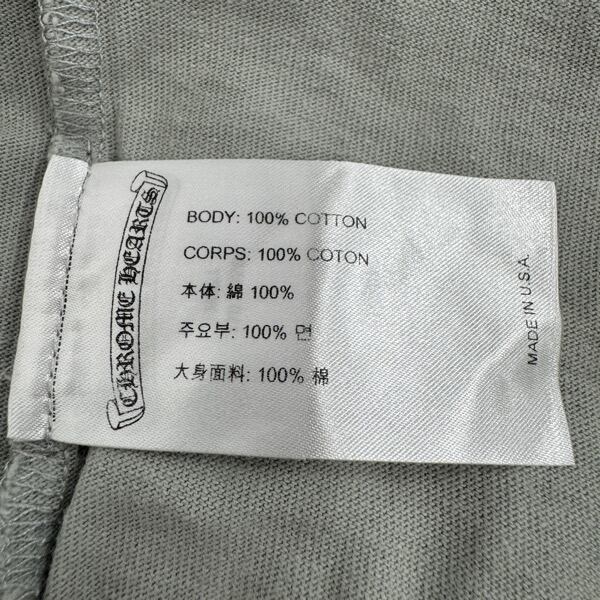 CHROME HEARTS
BODY: 100% COTTON
CORPS: 100% COTON
本体: 綿 100%
주요부: 100% 면
大身面料: 100% 棉
MADE IN U.S.A.